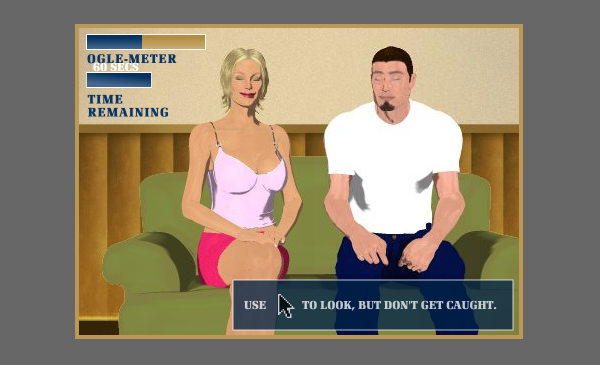 OGLE-METER
60 SECS
TIME
REMAINING
USE TO LOOK, BUT DON'T GET CAUGHT.